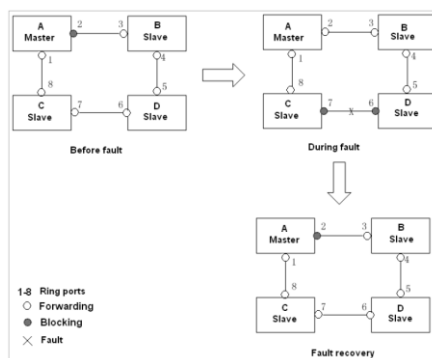 A
Master
2
3
B
Slave
1
4
8
5
C
Slave
7
6
D
Slave
Before fault
A
Master
2
3
B
Slave
1
4
8
5
C
Slave
7
6
D
Slave
During fault
A
Master
2
3
B
Slave
1
4
8
5
C
Slave
7
6
D
Slave
Fault recovery
1-8 Ring ports
Forwarding
Blocking
Fault